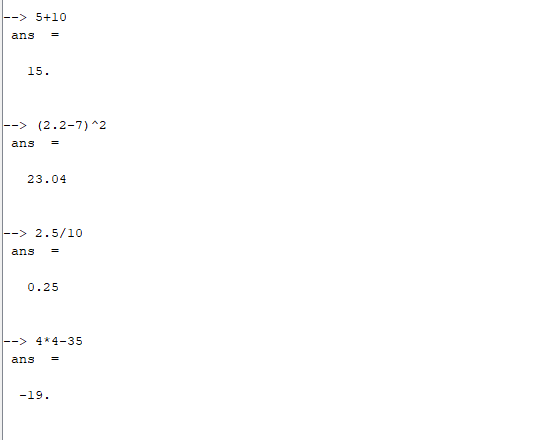 --> 5+10
ans  =
15.
--> (2.2-7)^2
ans  =
23.04
--> 2.5/10
ans  =
0.25
--> 4*4-35
ans  =
-19.